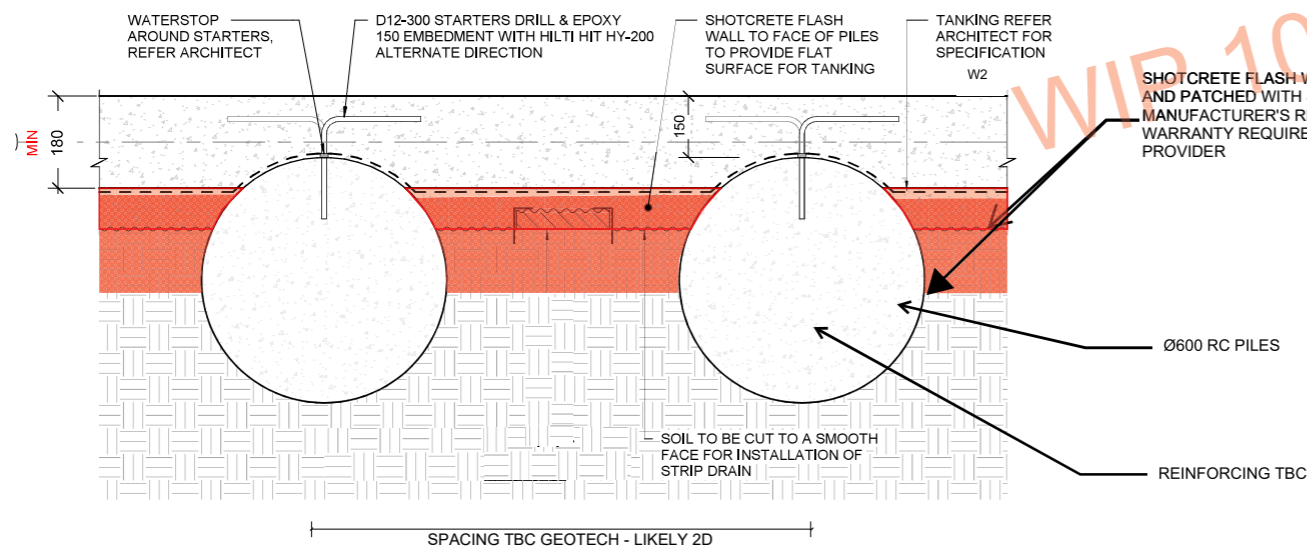 WATERSTOP
AROUND STARTERS,
REFER ARCHITECT
D12-300 STARTERS DRILL & EPOXY
150 EMBEDMENT WITH HILTI HIT HY-200
ALTERNATE DIRECTION
SHOTCRETE FLASH
WALL TO FACE OF PILES
TO PROVIDE FLAT
SURFACE FOR TANKING
TANKING REFER
ARCHITECT FOR
SPECIFICATION
W2
WIP 10
SHOTCRETE FLASH W
AND PATCHED WITH
MANUFACTURER'S R
WARRANTY REQUIRE
PROVIDER
)
MIN
180
150
Ø600 RC PILES
SOIL TO BE CUT TO A SMOOTH
FACE FOR INSTALLATION OF
STRIP DRAIN
REINFORCING TBC
SPACING TBC GEOTECH - LIKELY 2D